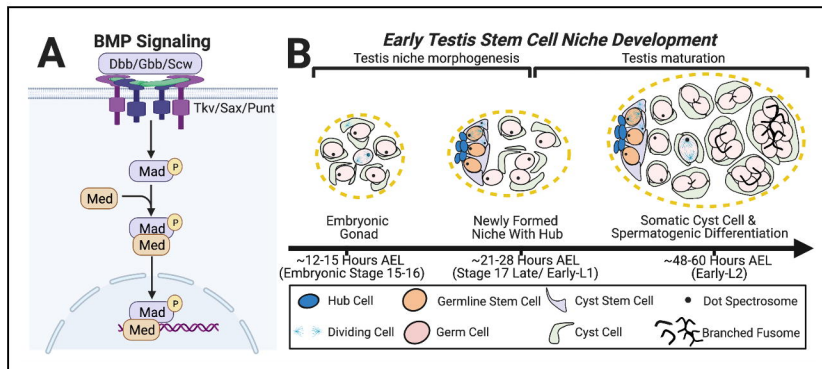 A
BMP Signaling
Dbb/Gbb/Scw
Tkv/Sax/Punt
Mad
P
Med
Mad
P
Med
Mad
P
Med
B
Early Testis Stem Cell Niche Development
Testis niche morphogenesis
Testis maturation
Embryonic
Gonad
Newly Formed
Niche With Hub
Somatic Cyst Cell &
Spermatogenic Differentiation
~12-15 Hours AEL
(Embryonic Stage 15-16)
~21-28 Hours AEL
(Stage 17 Late/ Early-L1)
~48-60 Hours AEL
(Early-L2)
Hub Cell
Germline Stem Cell
Cyst Stem Cell
Dot Spectrosome
Dividing Cell
Germ Cell
Cyst Cell
Branched Fusome